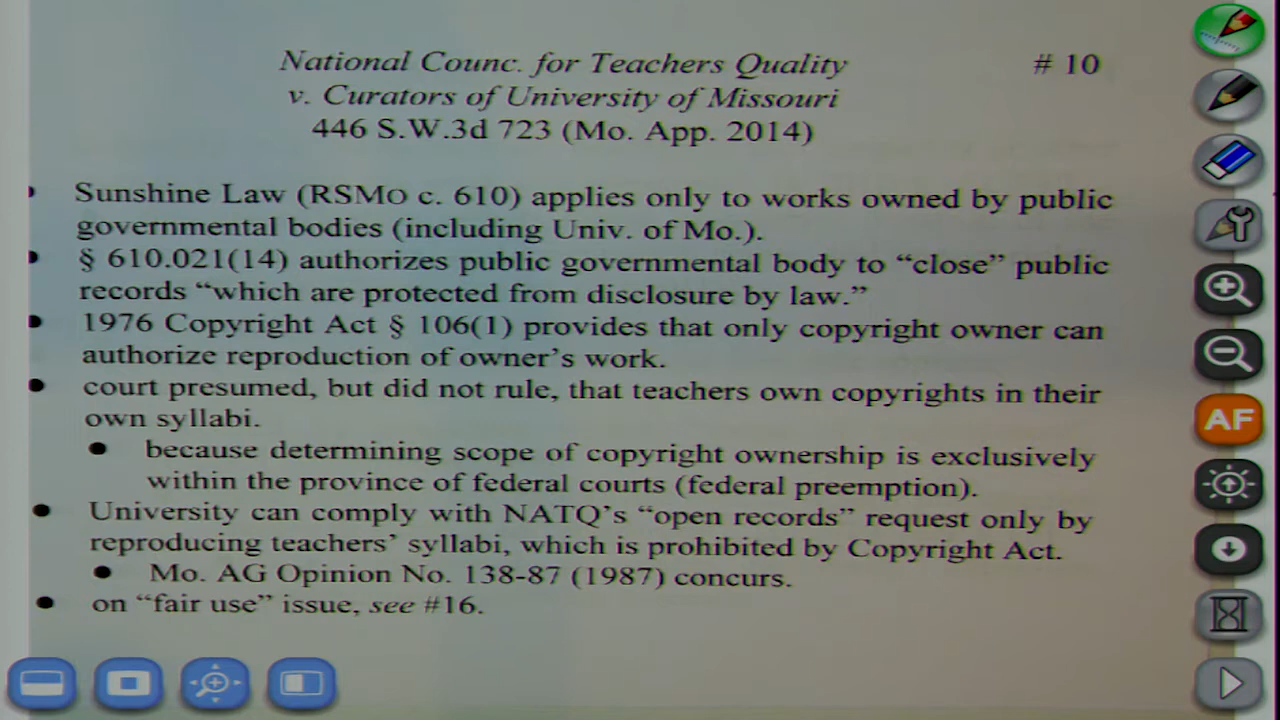 National Counc. for Teachers Quality # 10
v. Curators of University of Missouri
446 S.W.3d 723 (Mo. App. 2014)
• Sunshine Law (RSMO c. 610) applies only to works owned by public
governmental bodies (including Univ. of Mo.).
• § 610.021(14) authorizes public governmental body to “close” public
records “which are protected from disclosure by law.”
• 1976 Copyright Act § 106(1) provides that only copyright owner can
authorize reproduction of owner’s work.
• court presumed, but did not rule, that teachers own copyrights in their
own syllabi.
• because determining scope of copyright ownership is exclusively
within the province of federal courts (federal preemption).
• University can comply with NATQ’s “open records” request only by
reproducing teachers’ syllabi, which is prohibited by Copyright Act.
• Mo. AG Opinion No. 138-87 (1987) concurs.
• on “fair use” issue, see #16.
AF